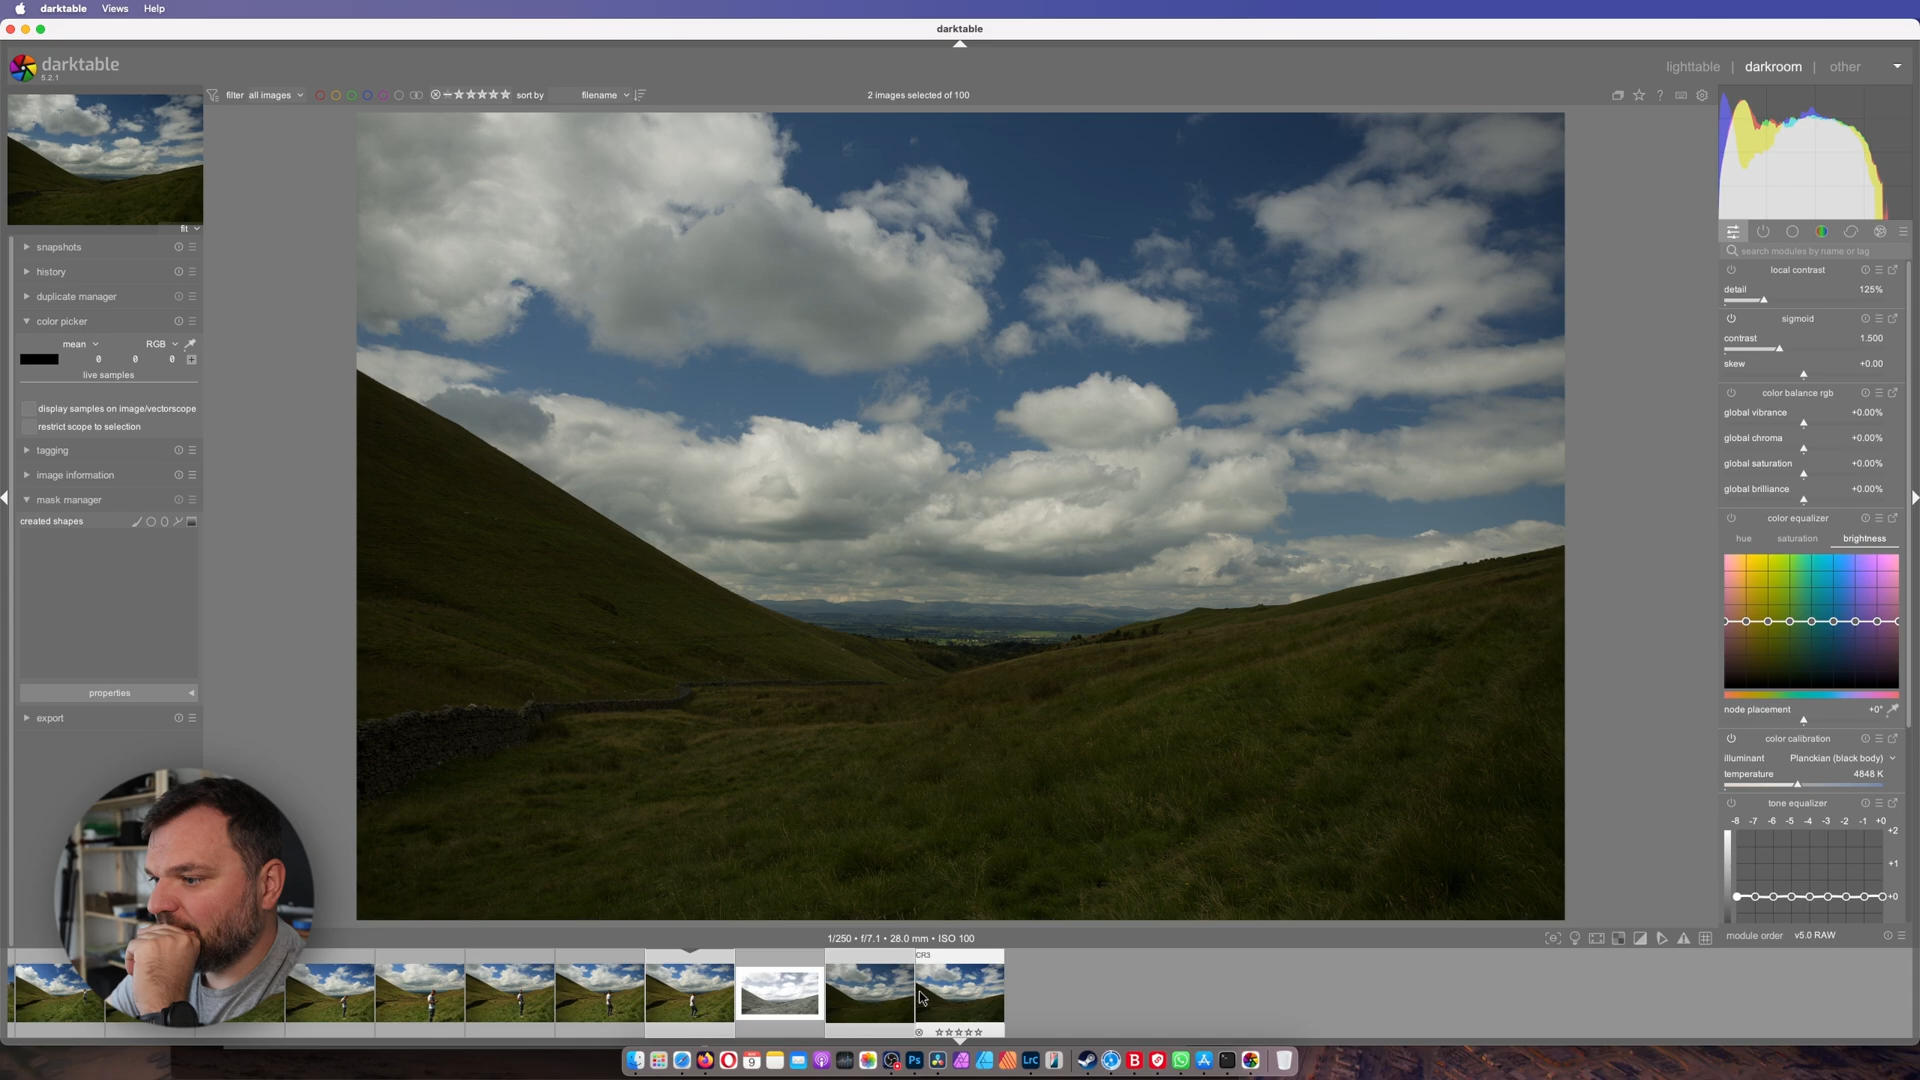 darktable Views Help
darktable
darktable
5.2.1
lighttable | darkroom | other
filter all images
sort by filename
2 images selected of 100
fit
snapshots
history
duplicate manager
color picker
mean RGB
0 0 0
live samples
display samples on image/vectorscope
restrict scope to selection
tagging
image information
mask manager
created shapes
properties
export
search modules by name or tag
local contrast
detail 125%
sigmoid
contrast 1.500
skew +0.00
color balance rgb
global vibrance +0.00%
global chroma +0.00%
global saturation +0.00%
global brilliance +0.00%
color equalizer
hue saturation brightness
node placement +0°
color calibration
illuminant Planckian (black body)
temperature 4848 K
tone equalizer
-8 -7 -6 -5 -4 -3 -2 -1 +0
+2
+1
+0
module order v5.0 RAW
1/250 • f/7.1 • 28.0 mm • ISO 100
CR3
9
Ps
LrC
B